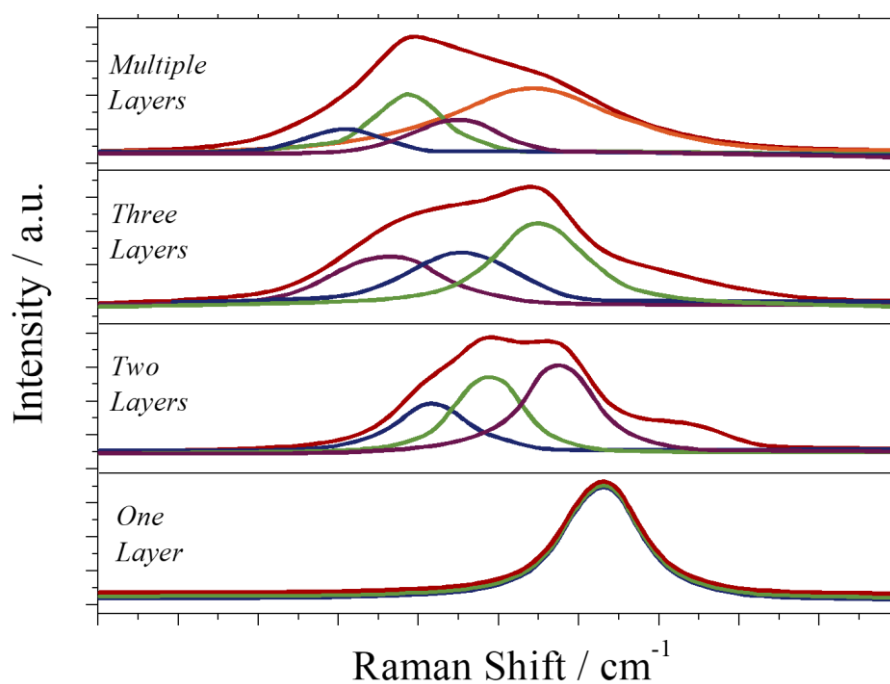 Multiple
Layers
Three
Layers
Two
Layers
One
Layer
Intensity / a.u.
Raman Shift / cm⁻¹